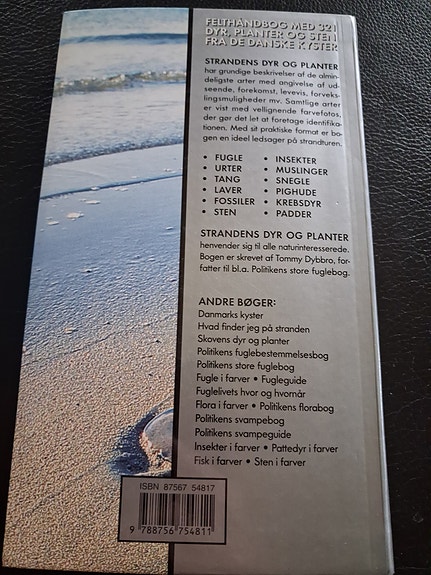 FELTHÅNDBOG MED 321
DYR, PLANTER OG STEN
FRA DE DANSKE KYSTER
STRANDENS DYR OG PLANTER
har grundige beskrivelser af de almin-
deligste arter med angivelse af ud-
seende, forekomst, levevis, forveks-
lingsmuligheder mv. Samtlige arter
er vist med vellignende farvefotos,
der gør det let at foretage identifika-
tionen. Med sit praktiske format er bo-
gen en ideel ledsager på strandturen.
• FUGLE
• URTER
• TANG
• LAVER
• FOSSILER
• STEN
• INSEKTER
• MUSLINGER
• SNEGLE
• PIGHUDE
• KREBSDYR
• PADDER
STRANDENS DYR OG PLANTER
henvender sig til alle naturinteresserede.
Bogen er skrevet af Tommy Dybbro, for-
fatter til bl.a. Politikens store fuglebog.
ANDRE BØGER:
Danmarks kyster
Hvad finder jeg på stranden
Skovens dyr og planter
Politikens fuglebestemmelsesbog
Politikens store fuglebog
Fugle i farver • Fugleguide
Fuglelivets hvor og hvornår
Flora i farver • Politikens florabog
Politikens svampebog
Politikens svampeguide
Insekter i farver • Pattedyr i farver
Fisk i farver • Sten i farver
ISBN 87567 54817
9 788756 754811